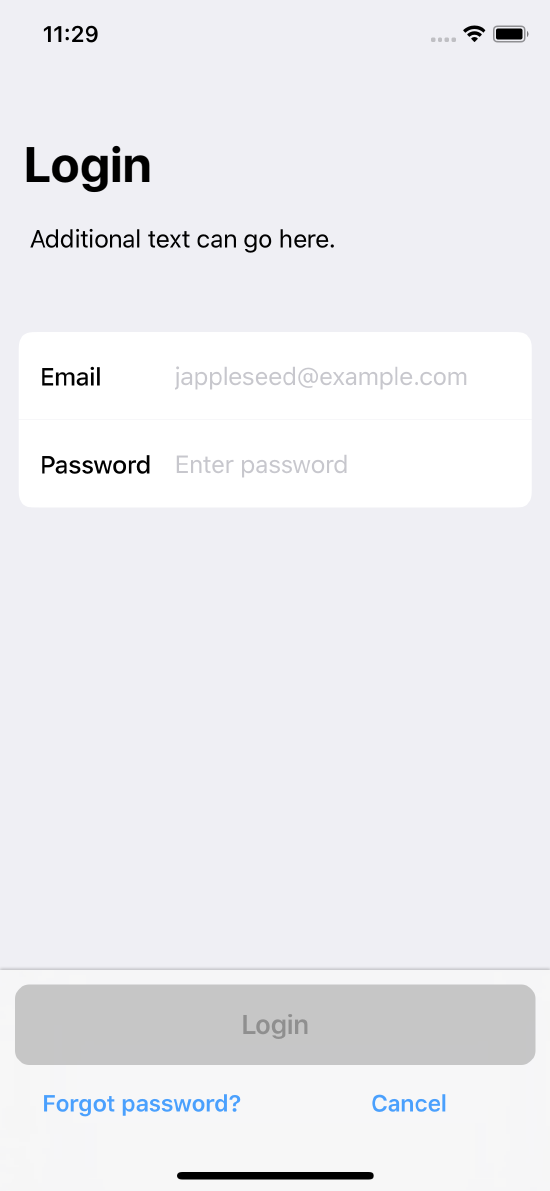 11:29
Login
Additional text can go here.
Email jappleseed@example.com
Password Enter password
Login
Forgot password? Cancel